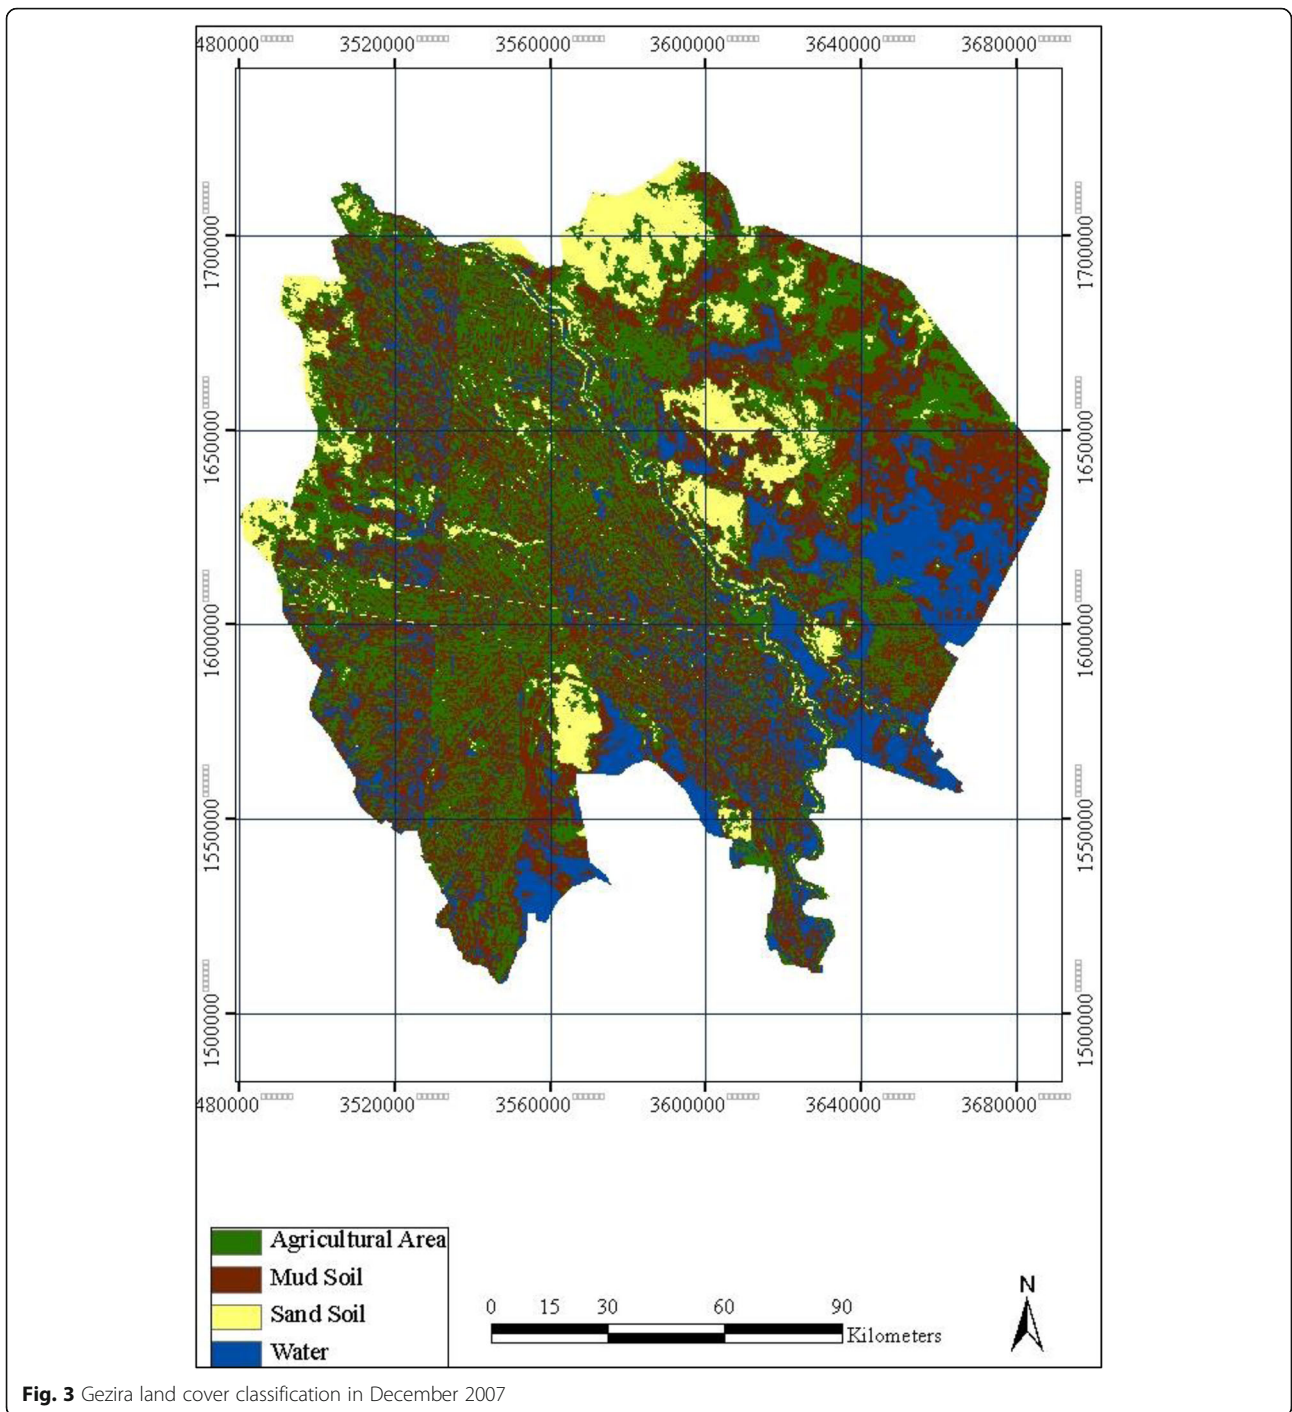 480000 3520000 3560000 3600000 3640000 3680000
1700000
1700000
1650000
1650000
1600000
1600000
1550000
1550000
1500000
1500000
480000 3520000 3560000 3600000 3640000 3680000
Agricultural Area
Mud Soil
Sand Soil
Water
0 15 30 60 90
Kilometers
N
Fig. 3 Gezira land cover classification in December 2007